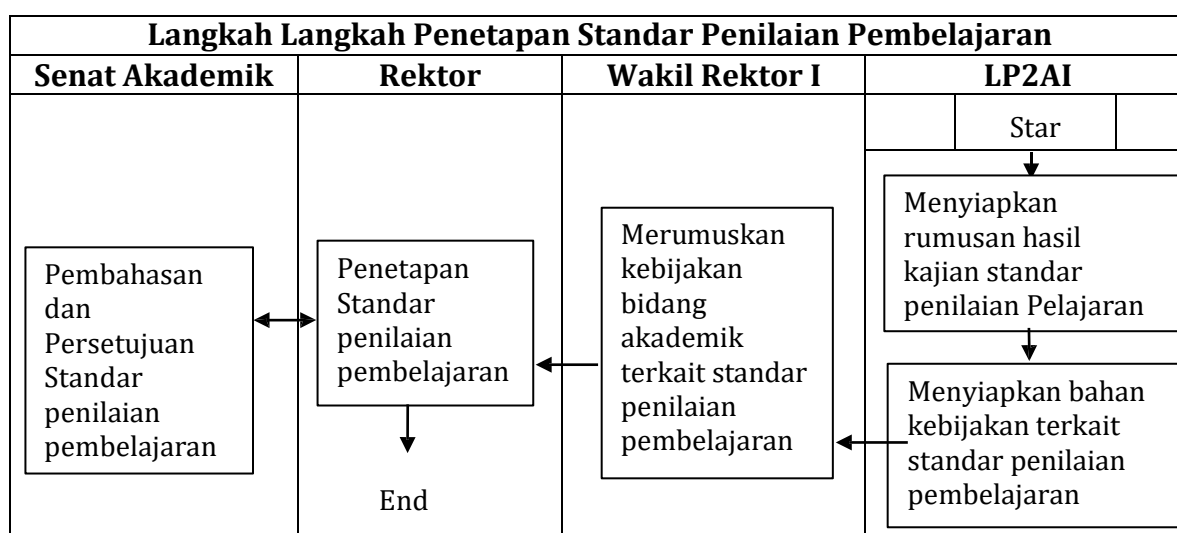 Langkah Langkah Penetapan Standar Penilaian Pembelajaran
Senat Akademik
Rektor
Wakil Rektor I
LP2AI
Star
Menyiapkan
rumusan hasil
kajian standar
penilaian Pelajaran
Menyiapkan bahan
kebijakan terkait
standar penilaian
pembelajaran
Merumuskan
kebijakan
bidang
akademik
terkait standar
penilaian
pembelajaran
Penetapan
Standar
penilaian
pembelajaran
End
Pembahasan
dan
Persetujuan
Standar
penilaian
pembelajaran